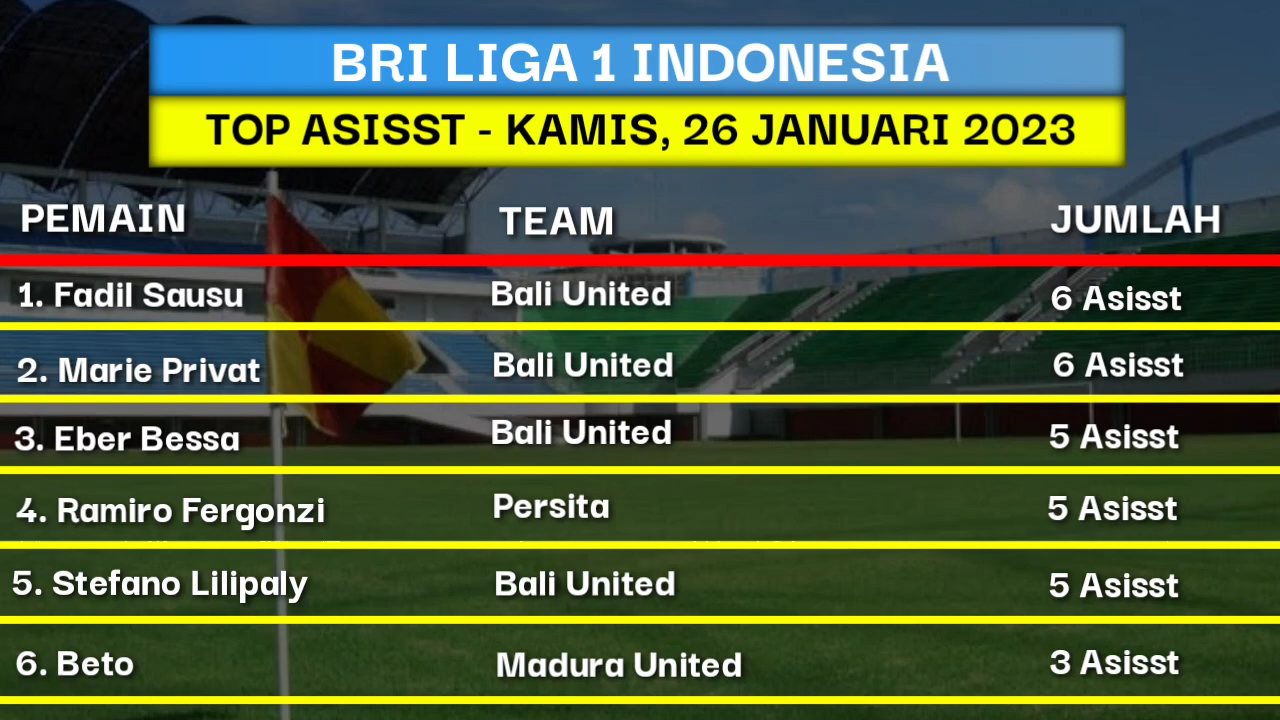 BRI LIGA 1 INDONESIA
TOP ASISST - KAMIS, 26 JANUARI 2023
PEMAIN TEAM JUMLAH
1. Fadil Sausu Bali United 6 Asisst
2. Marie Privat Bali United 6 Asisst
3. Eber Bessa Bali United 5 Asisst
4. Ramiro Fergonzi Persita 5 Asisst
5. Stefano Lilipaly Bali United 5 Asisst
6. Beto Madura United 3 Asisst